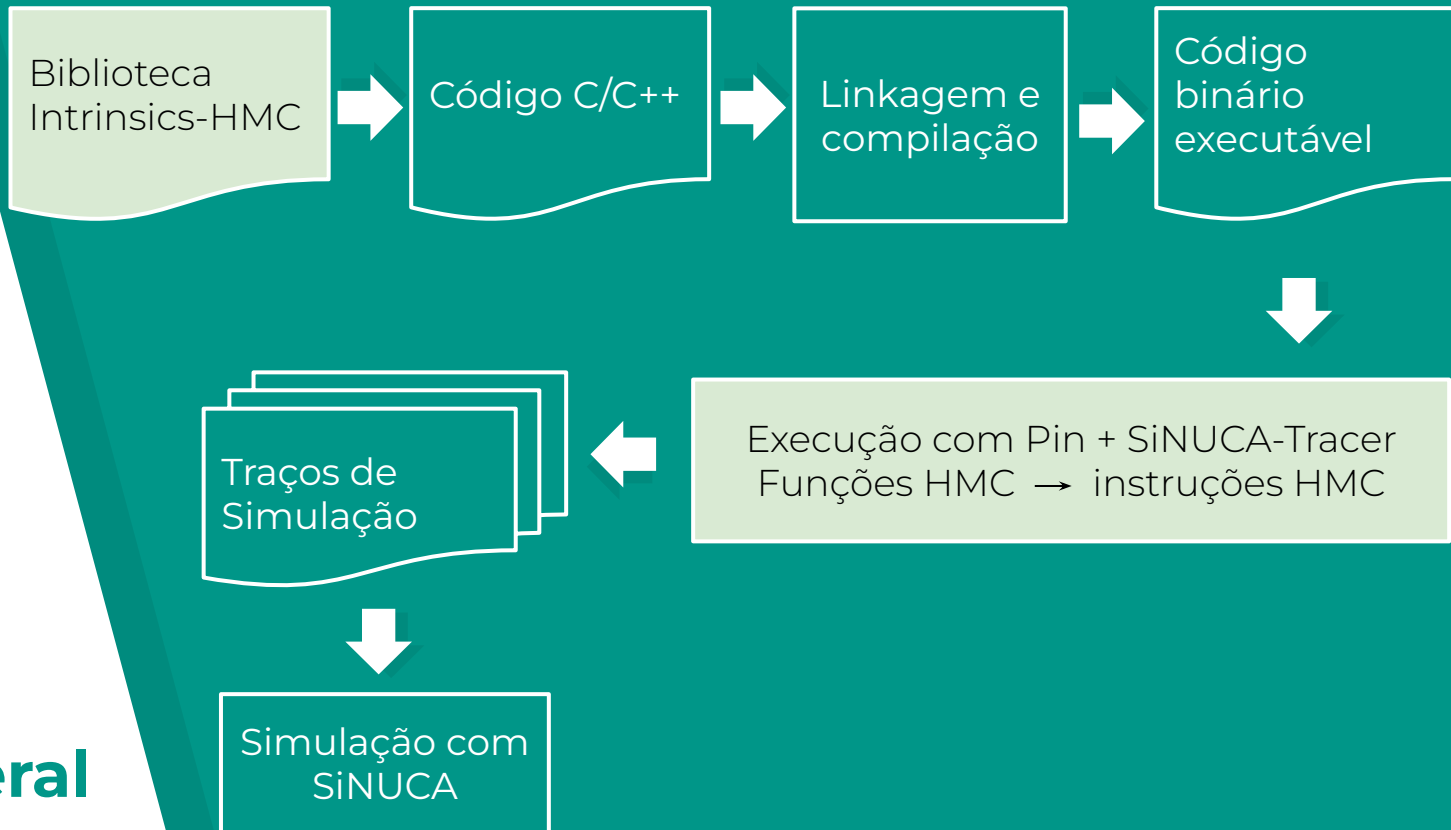 Biblioteca
Intrinsics-HMC
Código C/C++
Linkagem e
compilação
Código
binário
executável
Execução com Pin + SiNUCA-Tracer
Funções HMC → instruções HMC
Traços de
Simulação
Simulação com
SiNUCA
eral